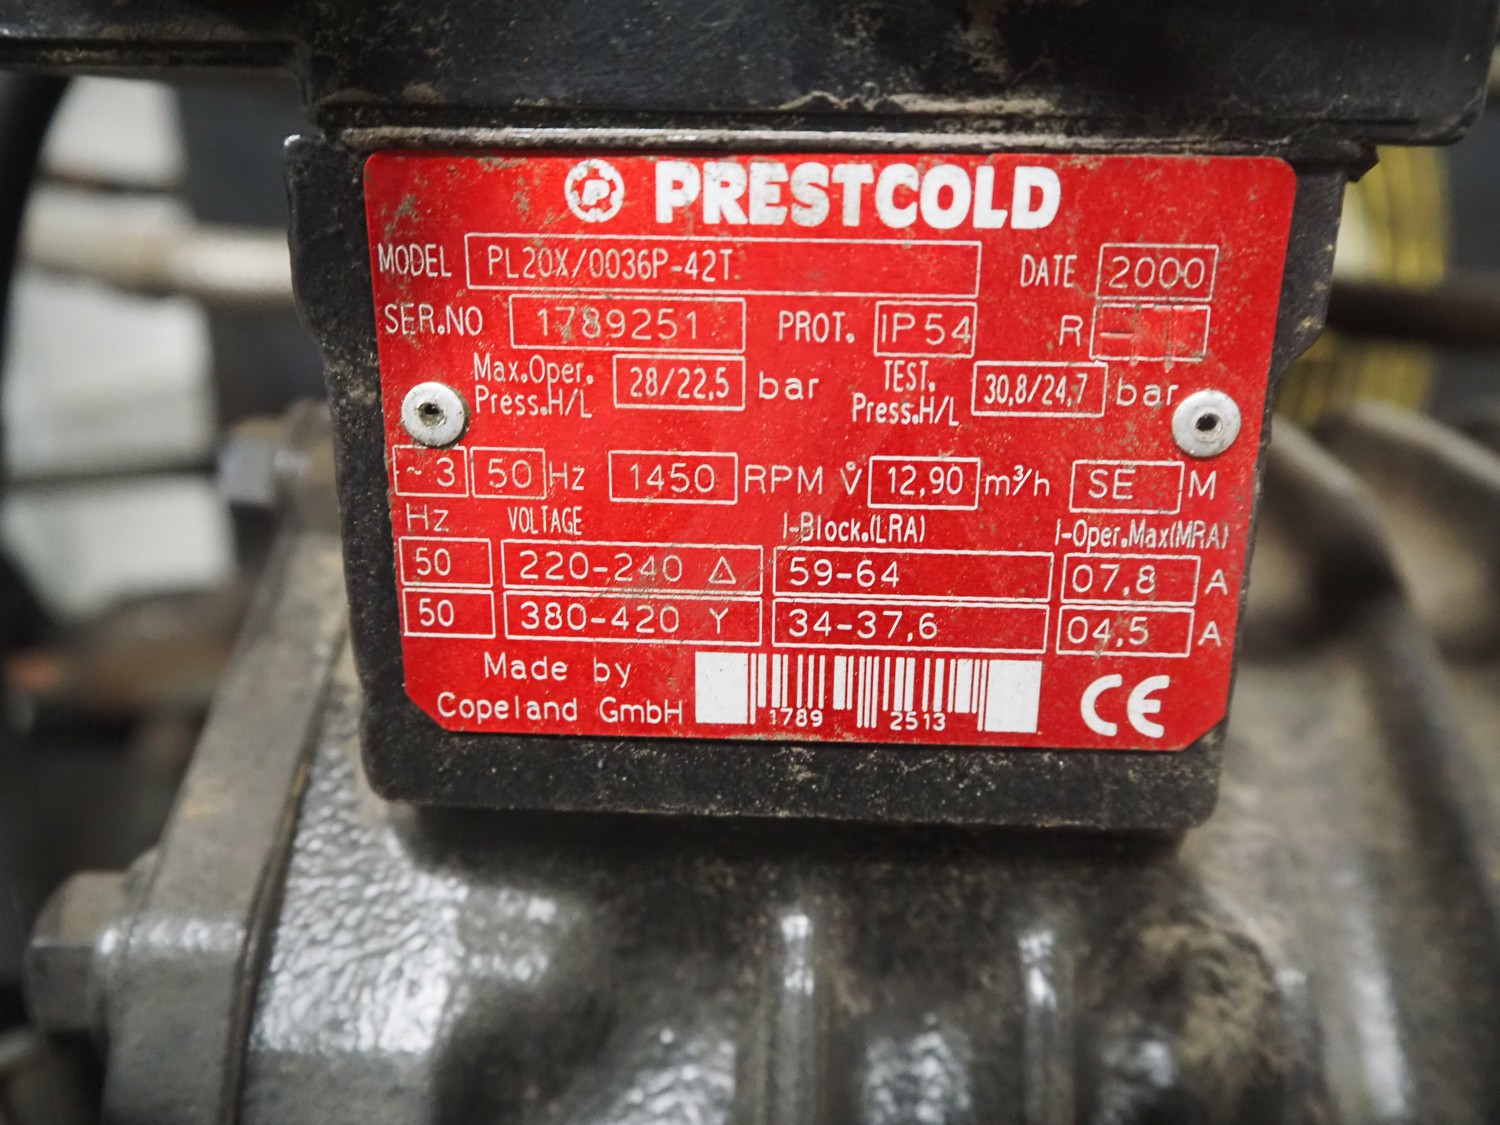 P PRESTCOLD
MODEL PL20X/0036P-42T DATE 2000
SER.NO 1789251 PROT. IP54 R –
Max.Oper. Press.H/L 28/22,5 bar TEST. Press.H/L 30,8/24,7 bar
~3 50 Hz 1450 RPM V̊ 12,90 m³/h SE M
Hz VOLTAGE I-Block.(LRA) I-Oper.Max(MRA)
50 220-240 Δ 59-64 07,8 A
50 380-420 Y 34-37,6 04,5 A
Made by
Copeland GmbH 1789 2513 CE